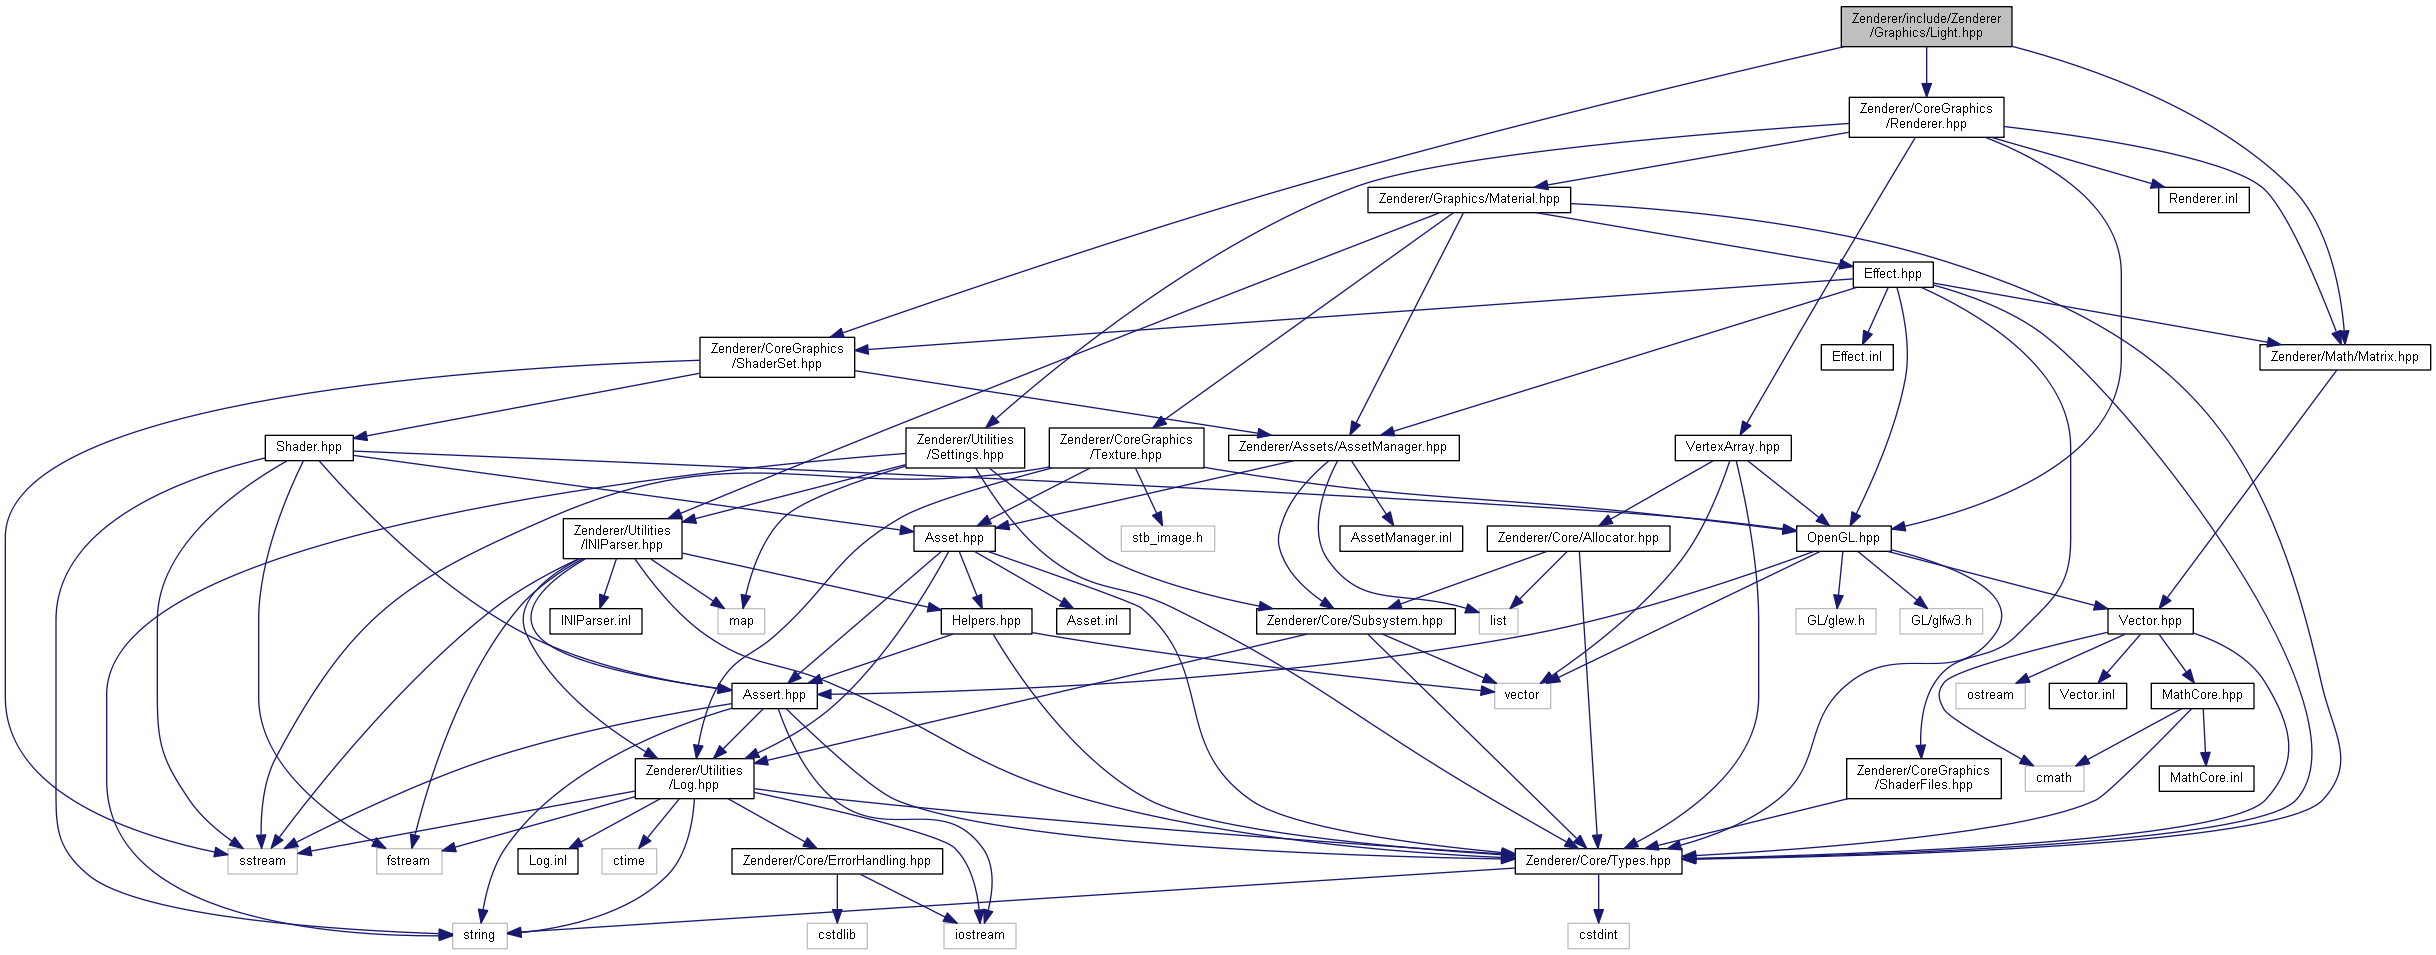 Zenderer/include/Zenderer
/Graphics/Light.hpp
Zenderer/CoreGraphics
/Renderer.hpp
Zenderer/Graphics/Material.hpp
Renderer.inl
Effect.hpp
Zenderer/CoreGraphics
/ShaderSet.hpp
Effect.inl
Zenderer/Math/Matrix.hpp
Shader.hpp
Zenderer/Utilities
/Settings.hpp
Zenderer/CoreGraphics
/Texture.hpp
Zenderer/Assets/AssetManager.hpp
VertexArray.hpp
Zenderer/Utilities
/INIParser.hpp
Asset.hpp
stb_image.h
AssetManager.inl
Zenderer/Core/Allocator.hpp
OpenGL.hpp
INIParser.inl
map
Helpers.hpp
Asset.inl
Zenderer/Core/Subsystem.hpp
list
GL/glew.h
GL/glfw3.h
Vector.hpp
Assert.hpp
vector
ostream
Vector.inl
MathCore.hpp
Zenderer/Utilities
/Log.hpp
Zenderer/CoreGraphics
/ShaderFiles.hpp
cmath
MathCore.inl
sstream
fstream
Log.inl
ctime
Zenderer/Core/ErrorHandling.hpp
Zenderer/Core/Types.hpp
string
cstdlib
iostream
cstdint